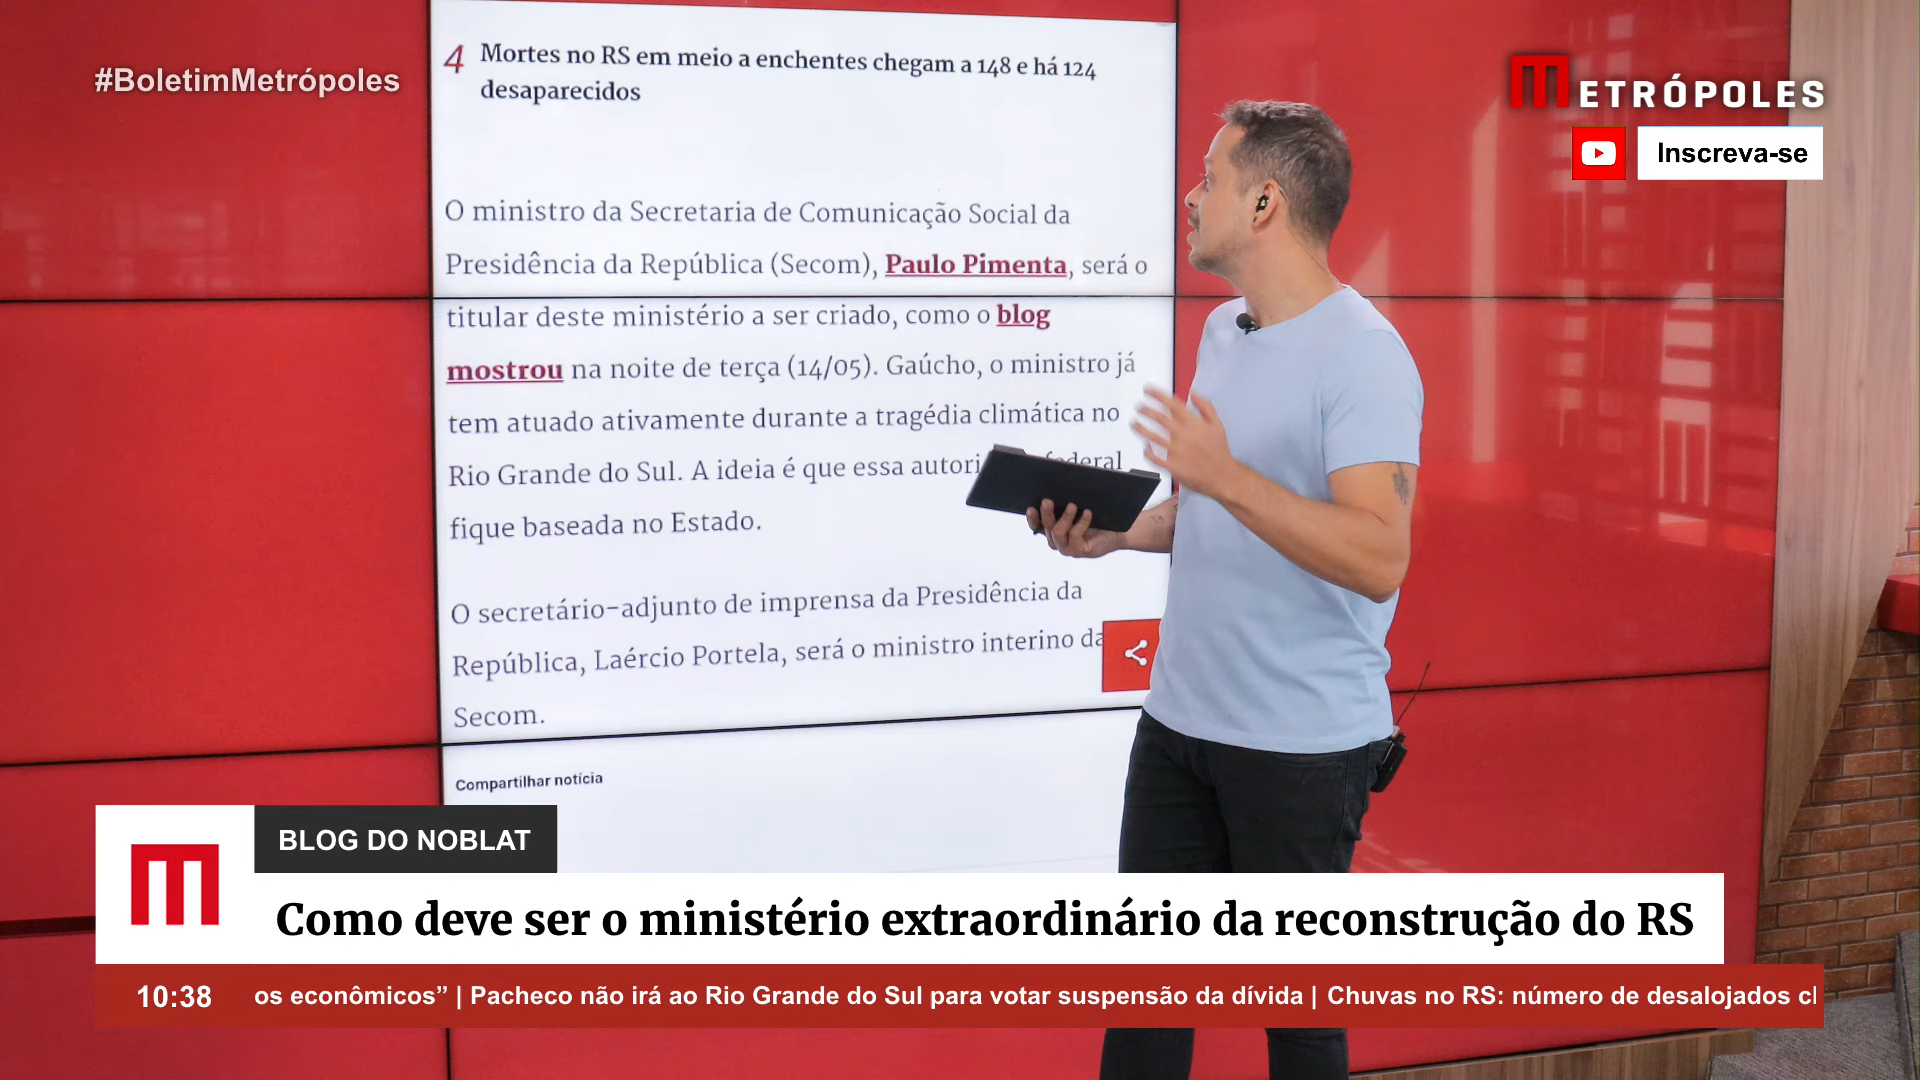 #BoletimMetrópoles
4 Mortes no RS em meio a enchentes chegam a 148 e há 124
desaparecidos
METRÓPOLES
Inscreva-se
O ministro da Secretaria de Comunicação Social da
Presidência da República (Secom), Paulo Pimenta, será o
titular deste ministério a ser criado, como o blog
mostrou na noite de terça (14/05). Gaúcho, o ministro já
tem atuado ativamente durante a tragédia climática no
Rio Grande do Sul. A ideia é que essa
fique baseada no Estado.
O secretário-adjunto de imprensa da Presidência da
República, Laércio Portela, será o ministro interino da
Secom.
Compartilhar notícia
BLOG DO NOBLAT
M
Como deve ser o ministério extraordinário da reconstrução do RS
10:38 os econômicos” | Pacheco não irá ao Rio Grande do Sul para votar suspensão da dívida | Chuvas no RS: número de desalojados